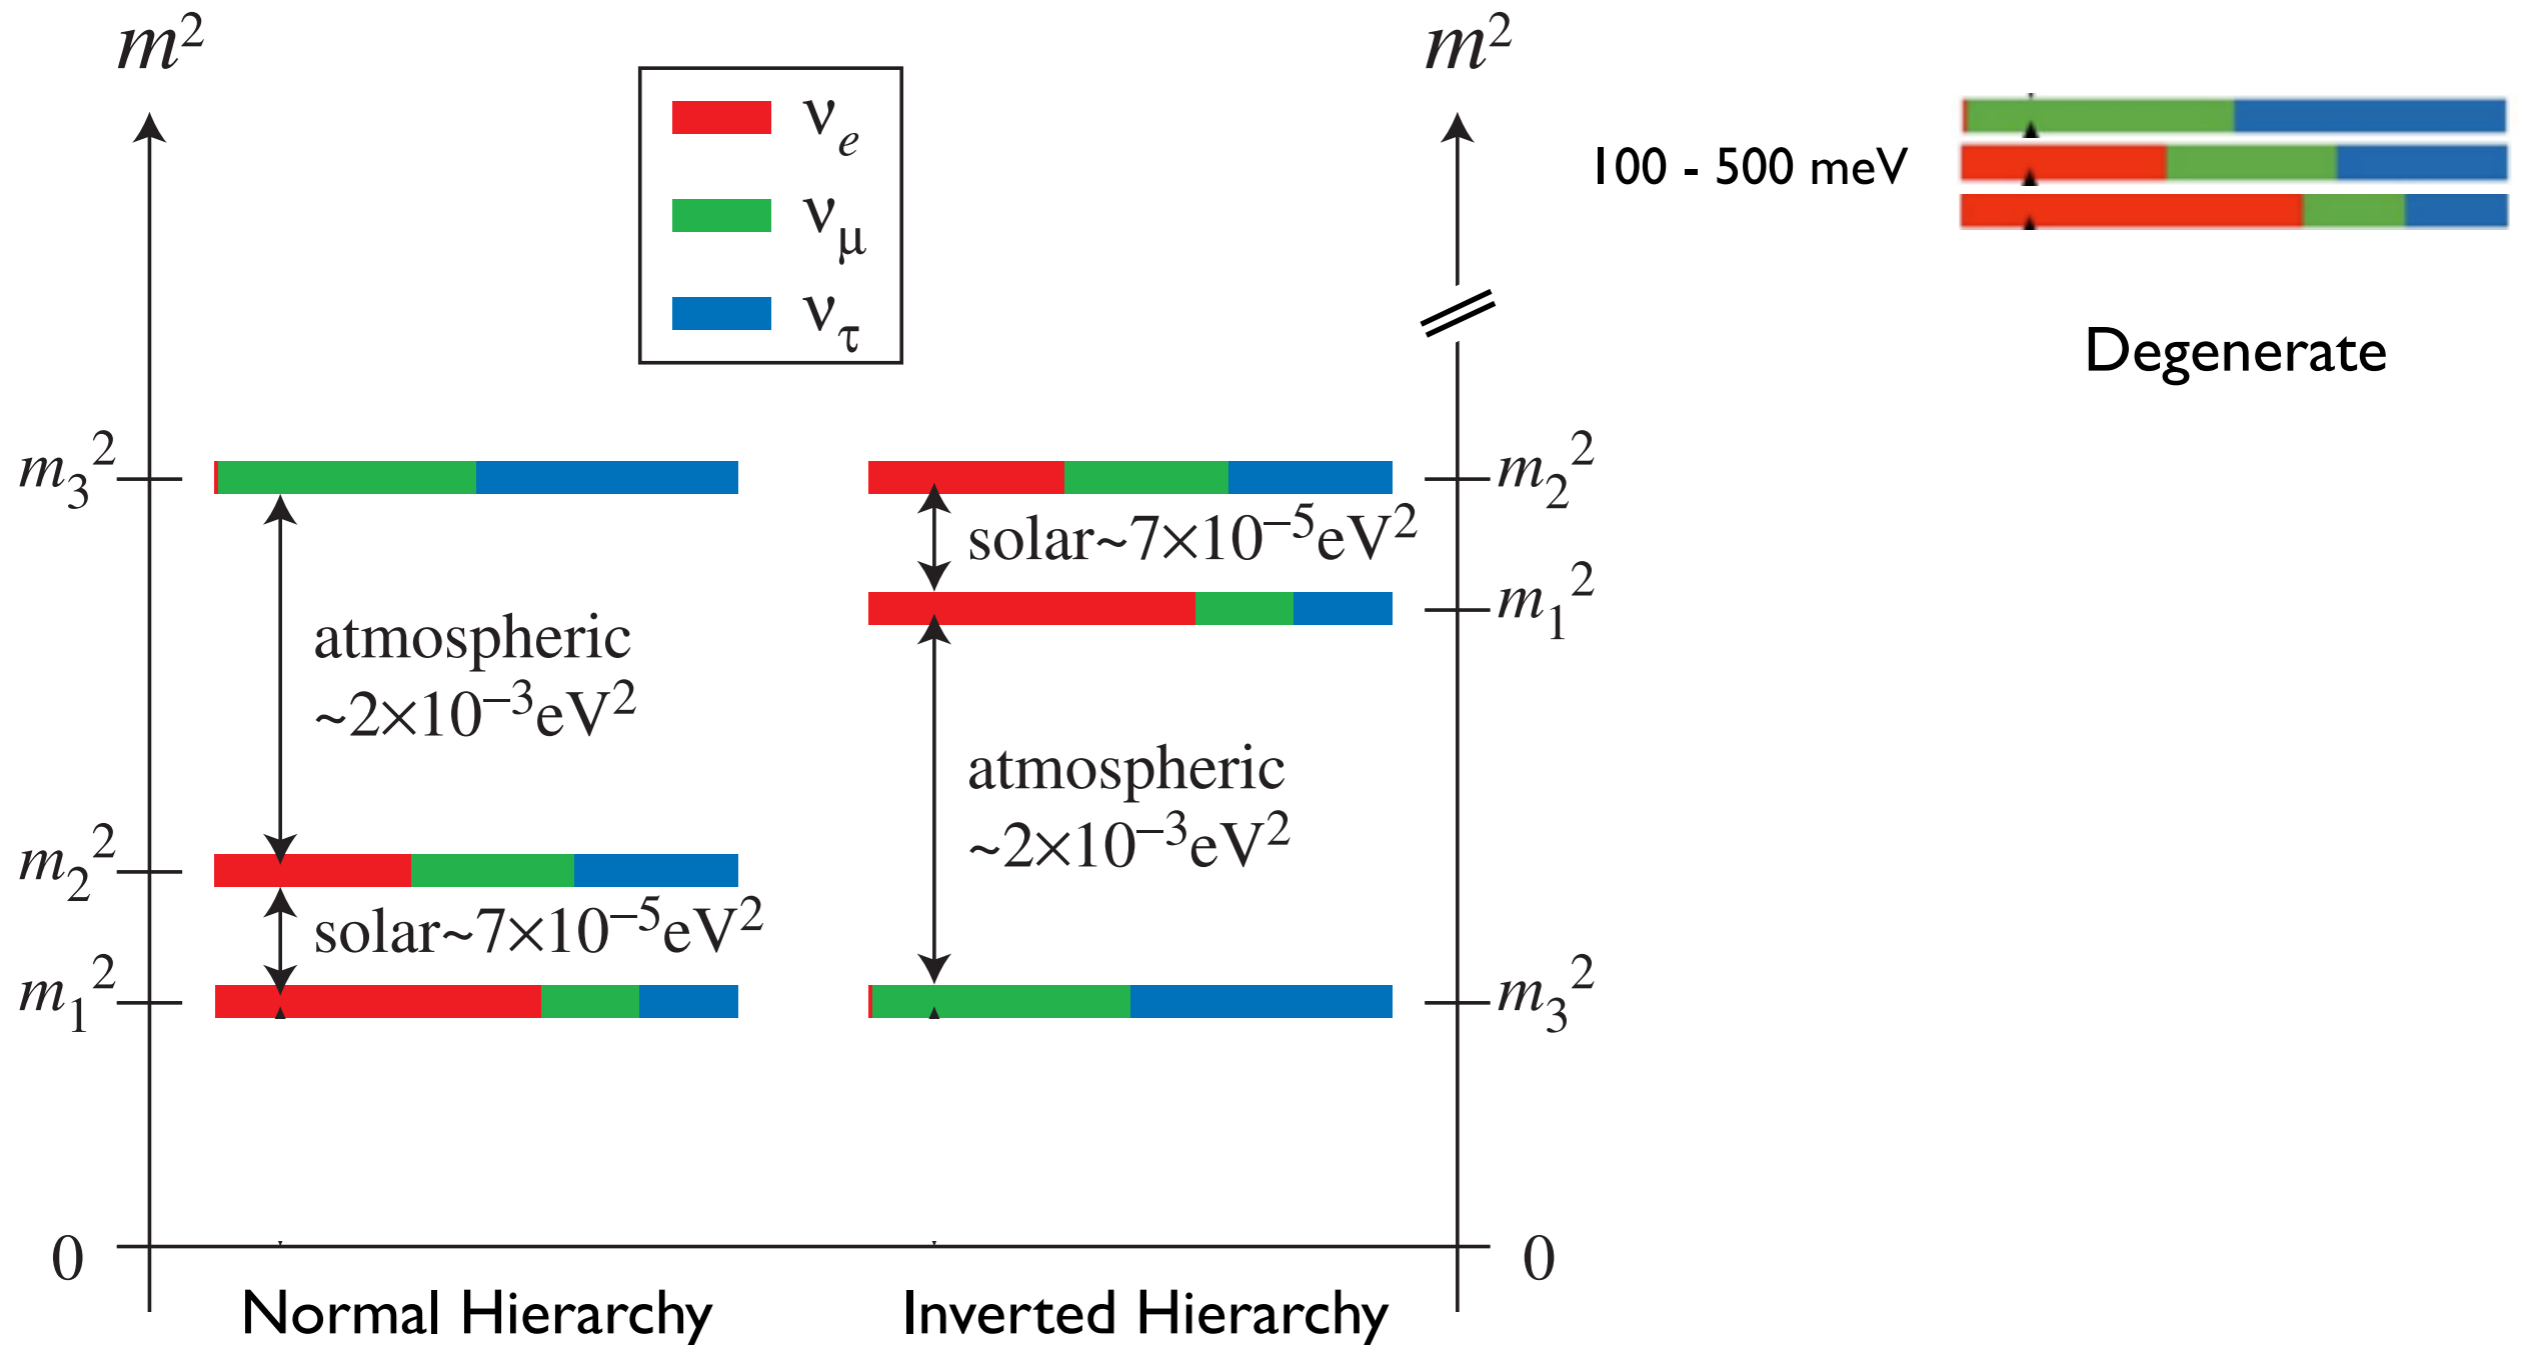 m²
ν_e
ν_μ
ν_τ
m²
100 - 500 meV
Degenerate
m₃²
m₂²
solar~7×10⁻⁵eV²
m₁²
atmospheric
~2×10⁻³eV²
atmospheric
~2×10⁻³eV²
m₂²
solar~7×10⁻⁵eV²
m₁²
m₃²
0
0
Normal Hierarchy
Inverted Hierarchy